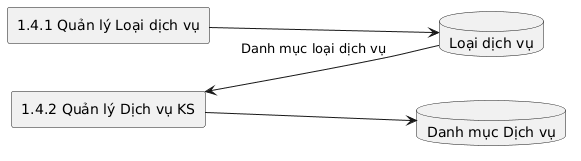 1.4.1 Quản lý Loại dịch vụ
Loại dịch vụ
Danh mục loại dịch vụ
1.4.2 Quản lý Dịch vụ KS
Danh mục Dịch vụ